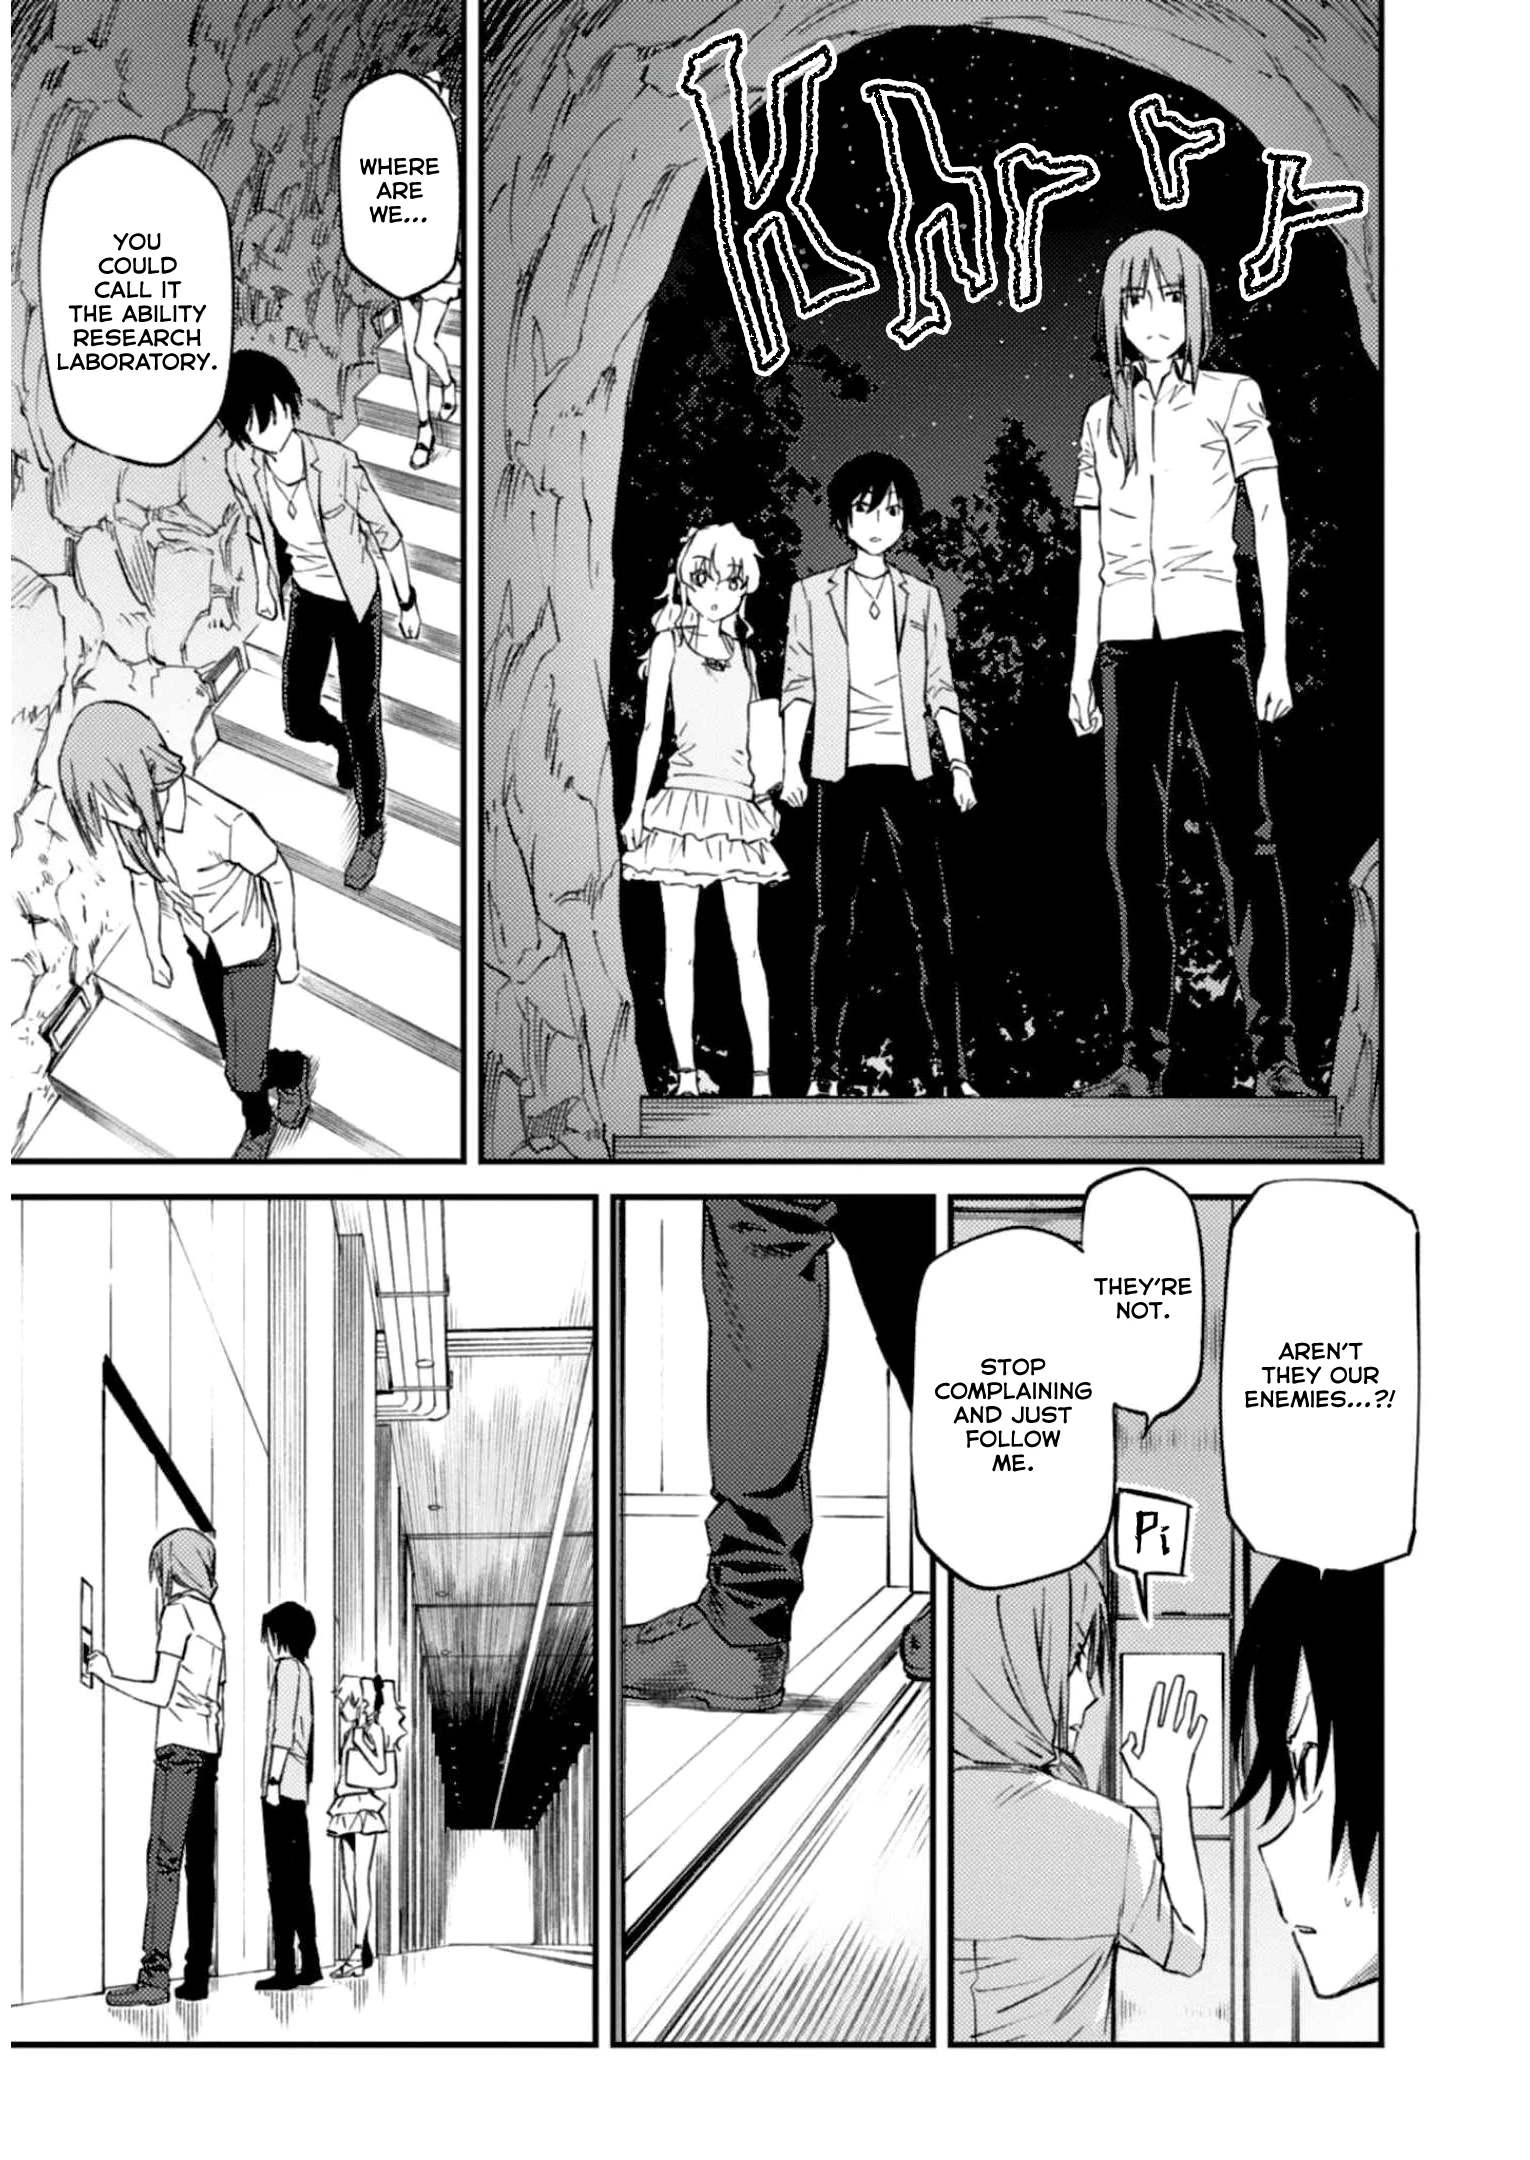 Khrrr
WHERE
ARE
WE...
YOU
COULD
CALL IT
THE ABILITY
RESEARCH
LABORATORY.
AREN'T
THEY OUR
ENEMIES...?!
THEY'RE
NOT.
STOP
COMPLAINING
AND JUST
FOLLOW
ME.
Pi